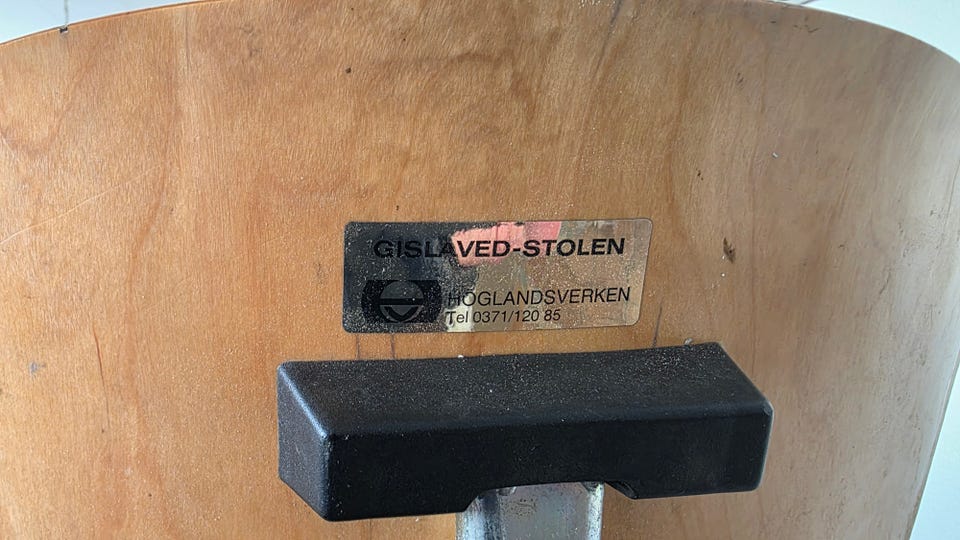 GISLAVED-STOLEN
HÖGLANDSVERKEN
Tel 0371/120 85